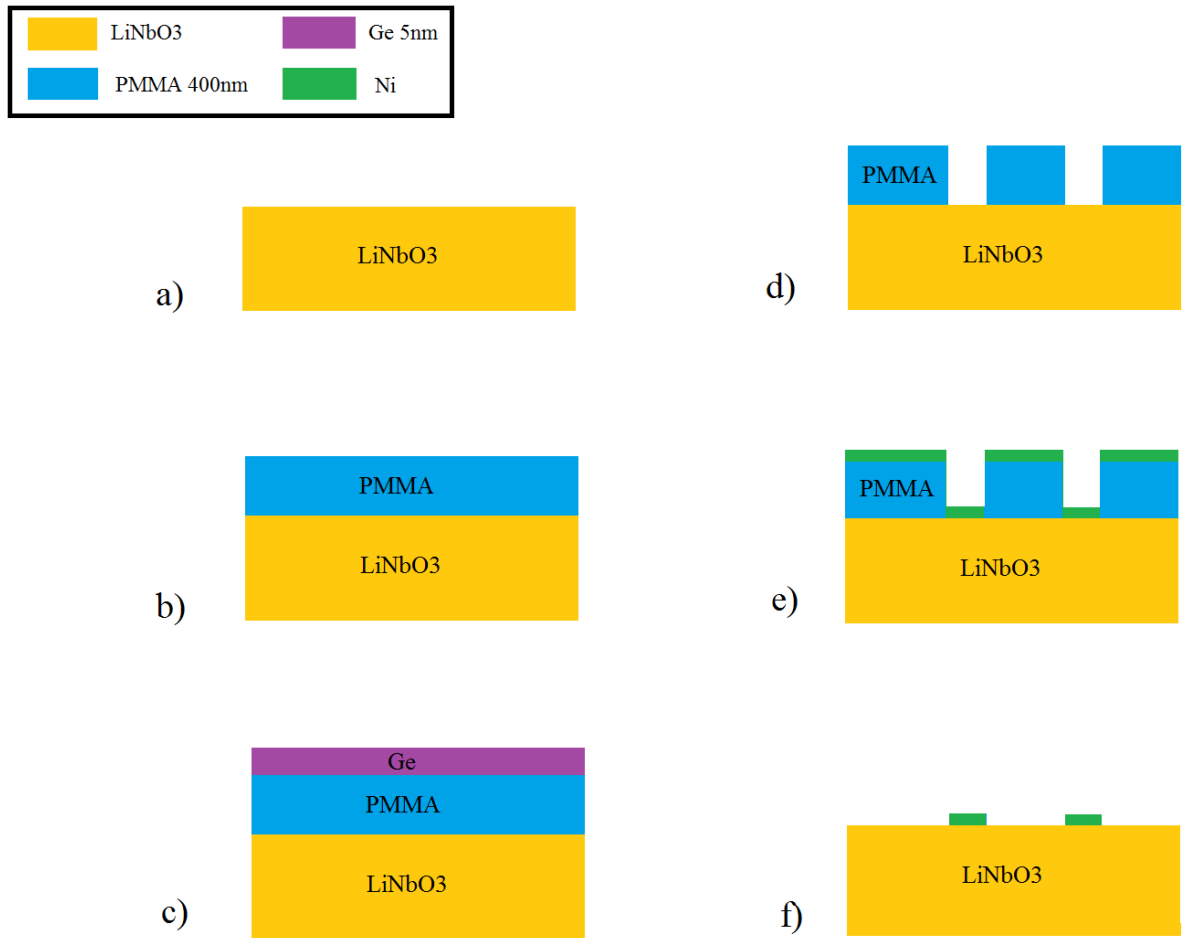 LiNbO3
Ge 5nm
PMMA 400nm
Ni
LiNbO3
a)
PMMA
LiNbO3
b)
Ge
PMMA
LiNbO3
c)
PMMA
LiNbO3
d)
PMMA
LiNbO3
e)
LiNbO3
f)